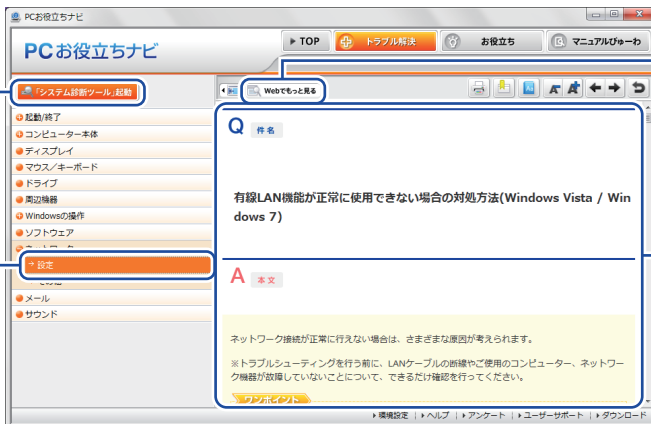 PCお役立ちナビ
PCお役立ちナビ
TOP
トラブル解決
お役立ち
マニュアルびゅーわ
「システム診断ツール」起動
Webでもっと見る
起動/終了
コンピューター本体
ディスプレイ
マウス/キーボード
ドライブ
周辺機器
Windowsの操作
ソフトウェア
ネットワーク
設定
メール
サウンド
Q 件名
有線LAN機能が正常に使用できない場合の対処方法(Windows Vista / Win
dows 7)
A 本文
ネットワーク接続が正常に行えない場合は、さまざまな原因が考えられます。
※トラブルシューティングを行う前に、LANケーブルの断線やご使用のコンピューター、ネットワー
ク機器が故障していないことについて、できるだけ確認を行ってください。
ワンポイント
環境設定 | ヘルプ | アンケート | ユーザーサポート | ダウンロード